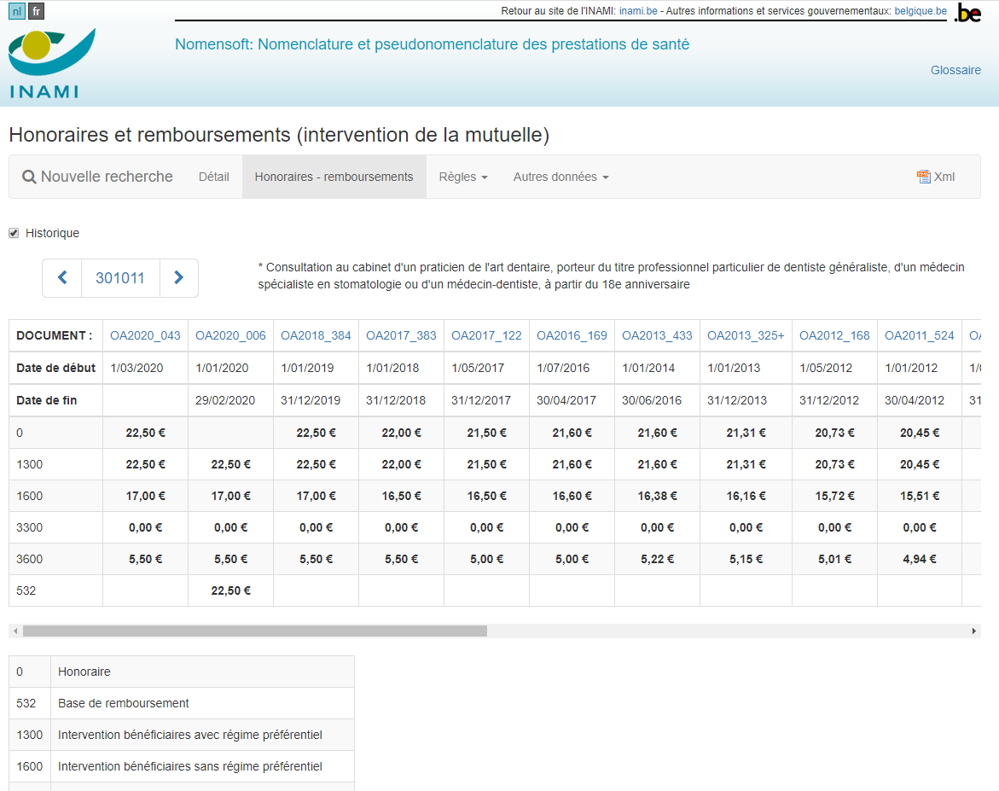 nl fr
Retour au site de l'INAMI: inami.be - Autres informations et services gouvernementaux: belgique.be
.be
Nomensoft: Nomenclature et pseudonomenclature des prestations de santé
Glossaire
INAMI
Honoraires et remboursements (intervention de la mutuelle)
Nouvelle recherche Détail Honoraires - remboursements Règles Autres données Xml
Historique
301011
* Consultation au cabinet d'un praticien de l'art dentaire, porteur du titre professionnel particulier de dentiste généraliste, d'un médecin
spécialiste en stomatologie ou d'un médecin-dentiste, à partir du 18e anniversaire
DOCUMENT : OA2020_043 OA2020_006 OA2018_384 OA2017_383 OA2017_122 OA2016_169 OA2013_433 OA2013_325+ OA2012_168 OA2011_524
Date de début 1/03/2020 1/01/2020 1/01/2019 1/01/2018 1/05/2017 1/07/2016 1/01/2014 1/01/2013 1/05/2012 1/01/2012
Date de fin 29/02/2020 31/12/2019 31/12/2018 31/12/2017 30/04/2017 30/06/2016 31/12/2013 31/12/2012 30/04/2012 31
0 22,50 € 22,50 € 22,00 € 21,50 € 21,60 € 21,60 € 21,31 € 20,73 € 20,45 €
1300 22,50 € 22,50 € 22,50 € 22,00 € 21,50 € 21,60 € 21,60 € 21,31 € 20,73 € 20,45 €
1600 17,00 € 17,00 € 17,00 € 16,50 € 16,50 € 16,60 € 16,38 € 16,16 € 15,72 € 15,51 €
3300 0,00 € 0,00 € 0,00 € 0,00 € 0,00 € 0,00 € 0,00 € 0,00 € 0,00 € 0,00 €
3600 5,50 € 5,50 € 5,50 € 5,50 € 5,00 € 5,00 € 5,22 € 5,15 € 5,01 € 4,94 €
532 22,50 €
0 Honoraire
532 Base de remboursement
1300 Intervention bénéficiaires avec régime préférentiel
1600 Intervention bénéficiaires sans régime préférentiel